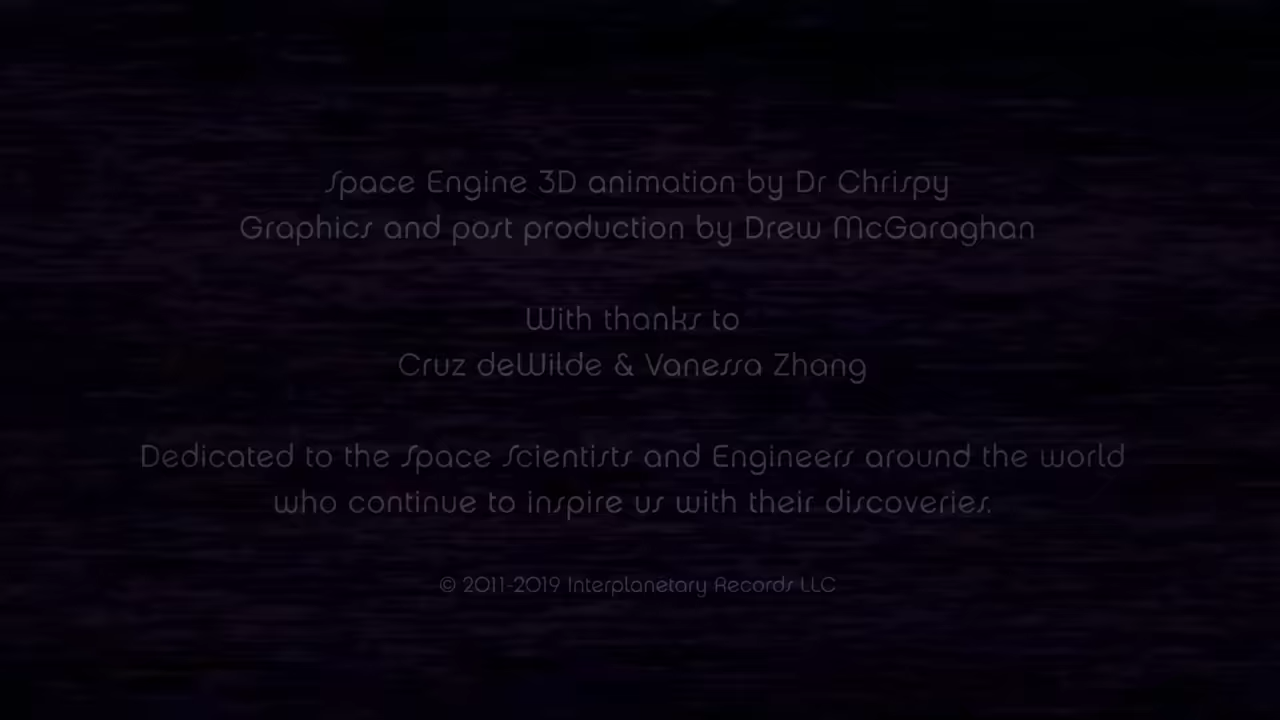 Space Engine 3D animation by Dr Chrispy
Graphics and post production by Drew McGaraghan
With thanks to
Cruz deWilde & Vanessa Zhang
Dedicated to the Space Scientists and Engineers around the world
who continue to inspire us with their discoveries.
© 2011-2019 Interplanetary Records LLC